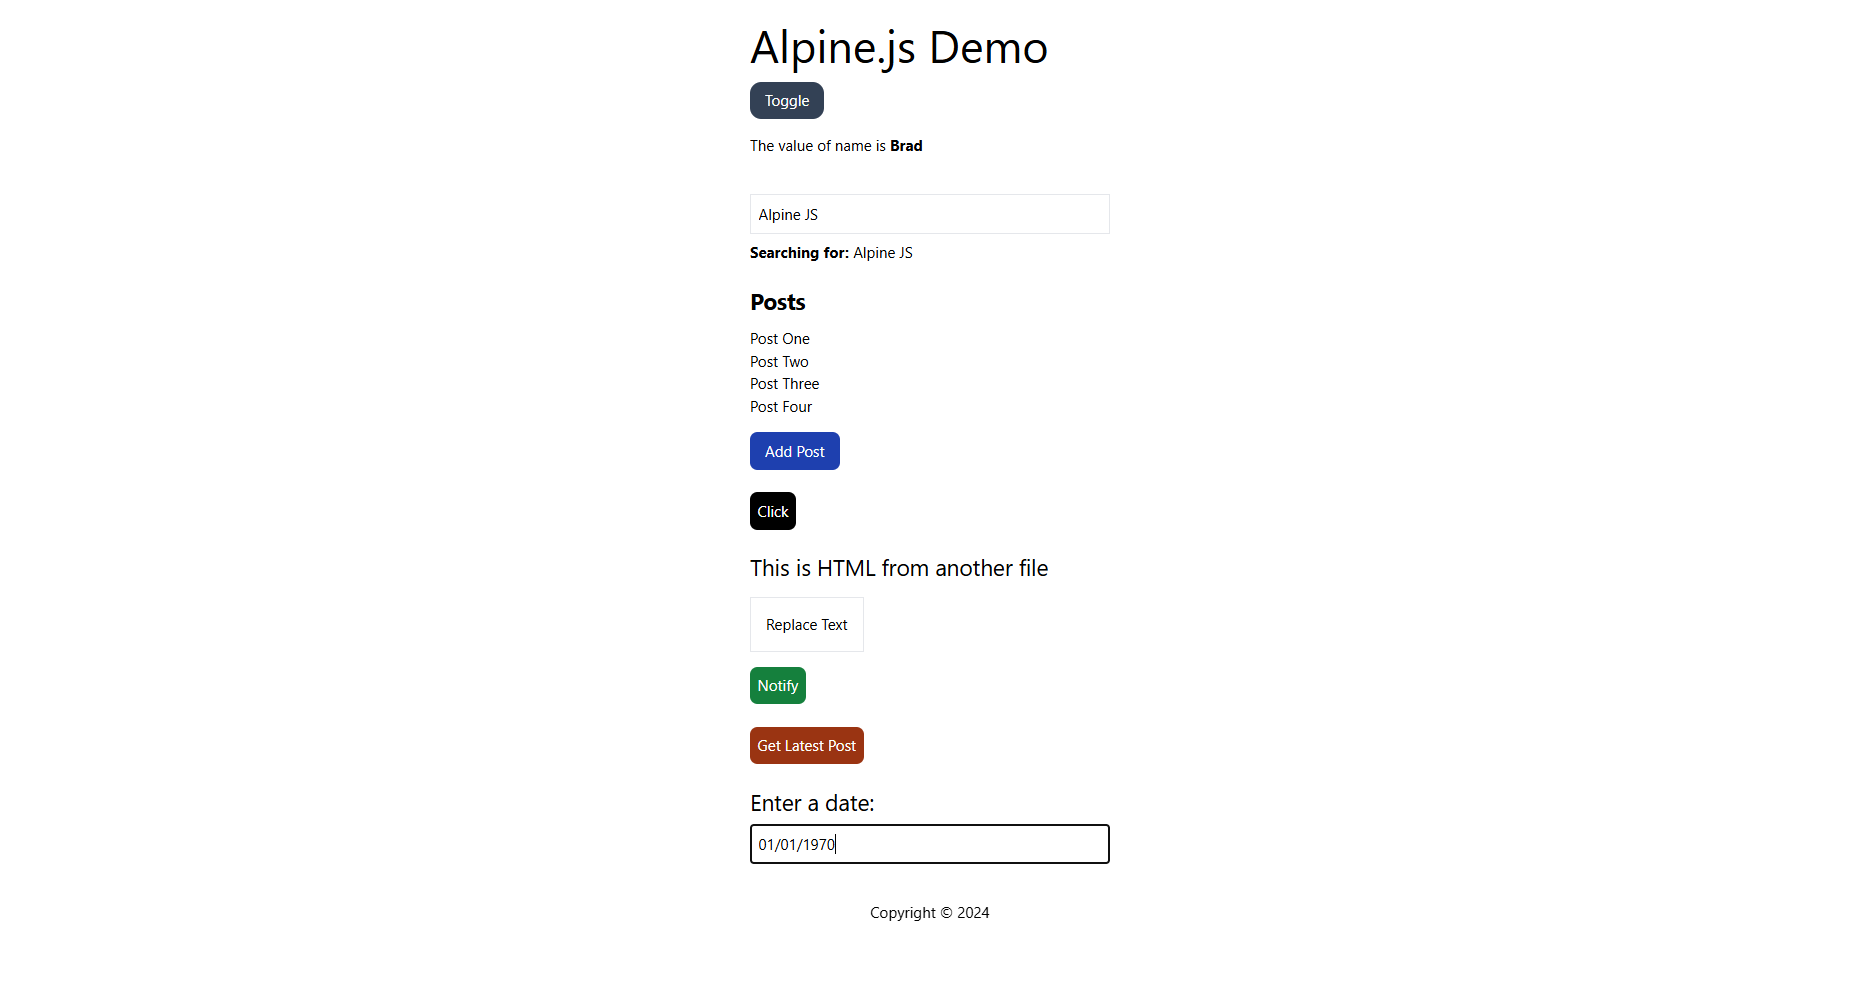 Alpine.js Demo
Toggle
The value of name is Brad
Alpine JS
Searching for: Alpine JS
Posts
Post One
Post Two
Post Three
Post Four
Add Post
Click
This is HTML from another file
Replace Text
Notify
Get Latest Post
Enter a date:
01/01/1970
Copyright © 2024